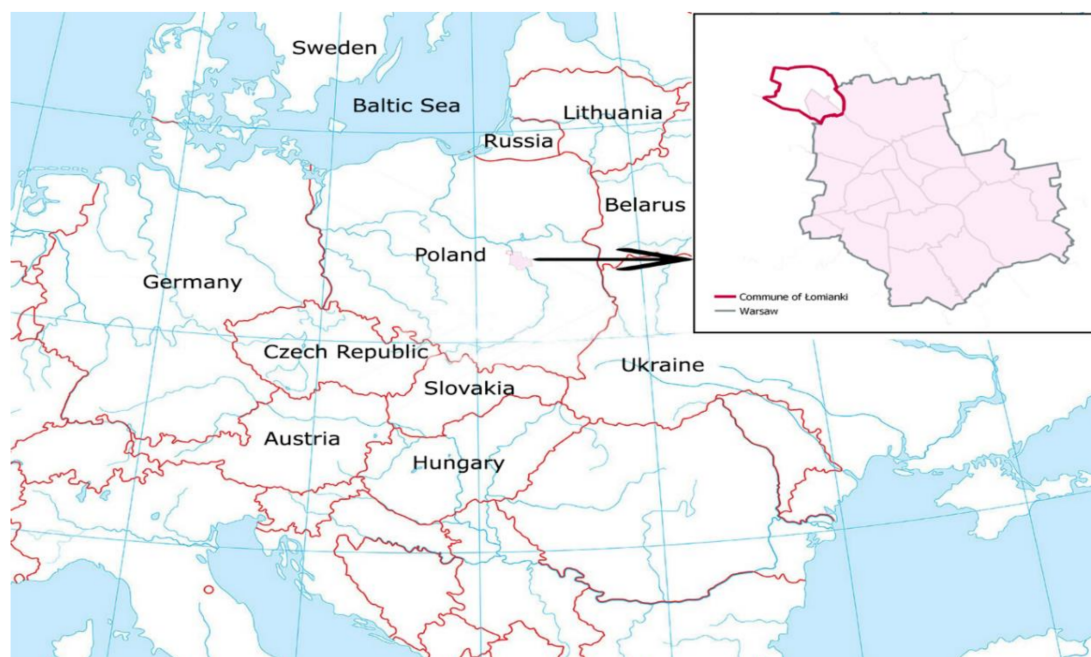 Sweden
Baltic Sea
Lithuania
Russia
Belarus
Poland
Germany
Czech Republic
Slovakia
Ukraine
Austria
Hungary
Commune of Łomianki
Warsaw